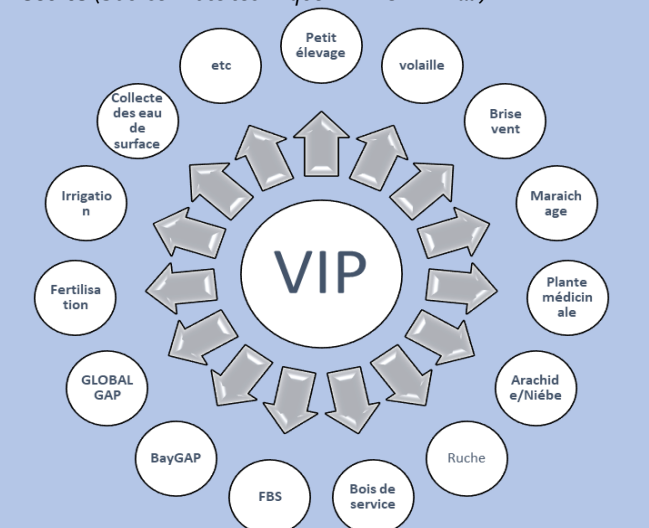 Petit
élevage
volaille
Brise
vent
Maraich
age
Plante
médicin
ale
Arachid
e/Niébe
Ruche
Bois de
service
FBS
BayGAP
GLOBAL
GAP
Fertilisa
tion
Irrigatio
n
Collecte
des eau
de
surface
etc
VIP